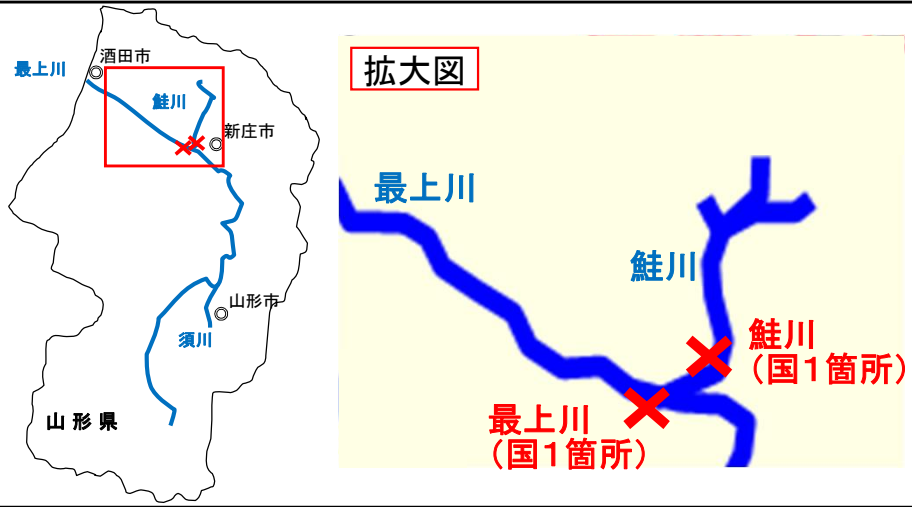 酒田市
最上川
鮭川
新庄市
山形市
須川
山形県
拡大図
最上川
鮭川
鮭川
（国１箇所）
最上川
（国１箇所）